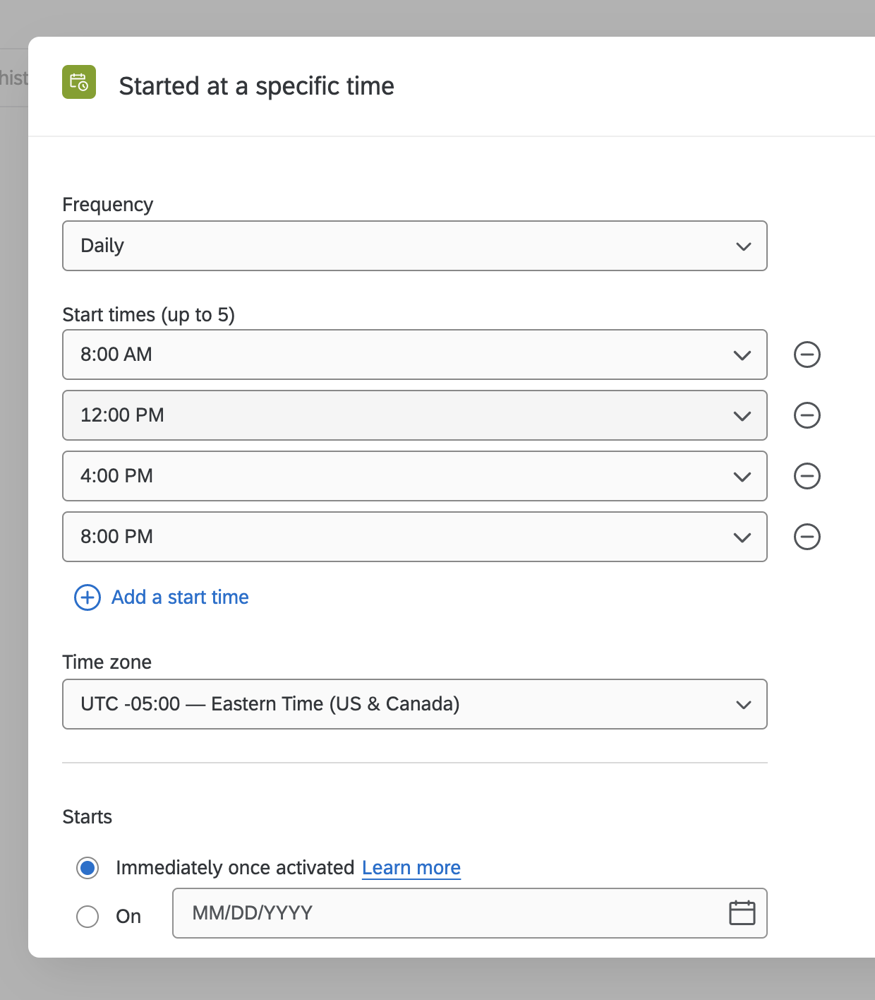 hist
Started at a specific time
Frequency
Daily
Start times (up to 5)
8:00 AM
12:00 PM
4:00 PM
8:00 PM
Add a start time
Time zone
UTC -05:00 — Eastern Time (US & Canada)
Starts
Immediately once activated Learn more
On MM/DD/YYYY